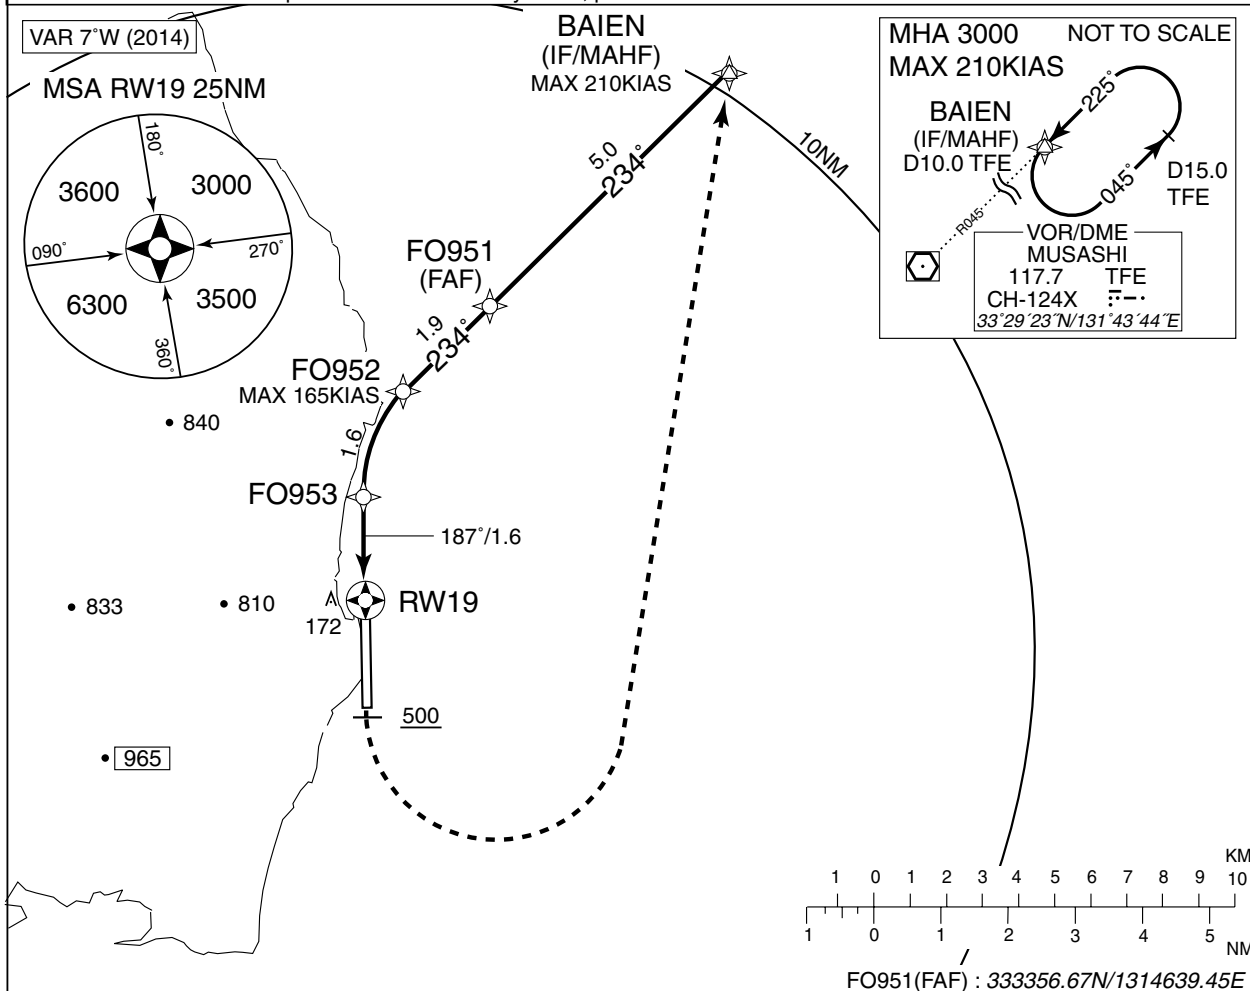 VAR 7°W (2014)
MSA RW19 25NM
180°
3600
3000
090°
270°
6300
3500
360°
BAIEN
(IF/MAHF)
MAX 210KIAS
5.0
234°
10NM
FO951
(FAF)
1.9
234°
FO952
MAX 165KIAS
1.6
FO953
187°/1.6
RW19
172
500
840
833
810
965
MHA 3000
NOT TO SCALE
MAX 210KIAS
225°
BAIEN
(IF/MAHF)
D10.0 TFE
045°
D15.0
TFE
R045
VOR/DME
MUSASHI
117.7 TFE
CH-124X
33°29´23˝N/131°43´44˝E
KM
1 0 1 2 3 4 5 6 7 8 9 10
1 0 1 2 3 4 5
NM
FO951(FAF) : 333356.67N/1314639.45E